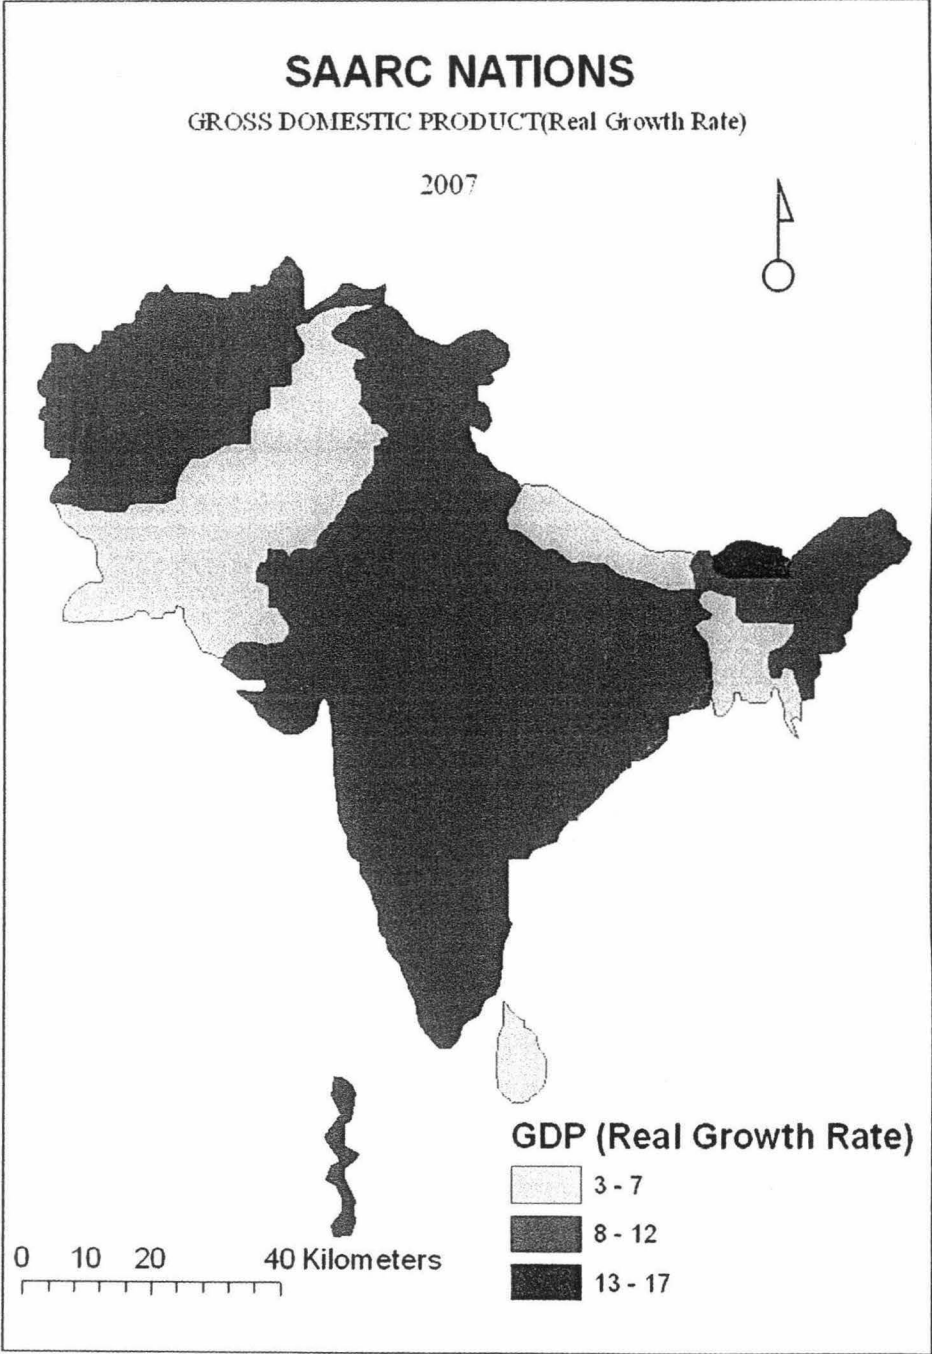 SAARC NATIONS
GROSS DOMESTIC PRODUCT(Real Growth Rate)
2007
GDP (Real Growth Rate)
3 - 7
8 - 12
13 - 17
0 10 20 40 Kilometers